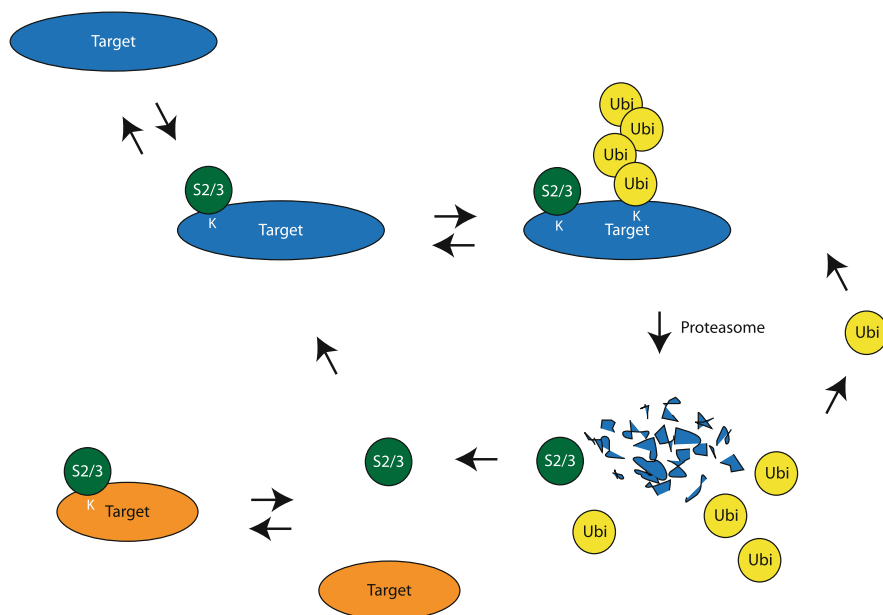 Target
S2/3
K
Target
S2/3
K
Target
K
Ubi
Ubi
Ubi
Ubi
Proteasome
Ubi
S2/3
K
Target
S2/3
S2/3
Ubi
Ubi
Ubi
Ubi
Target